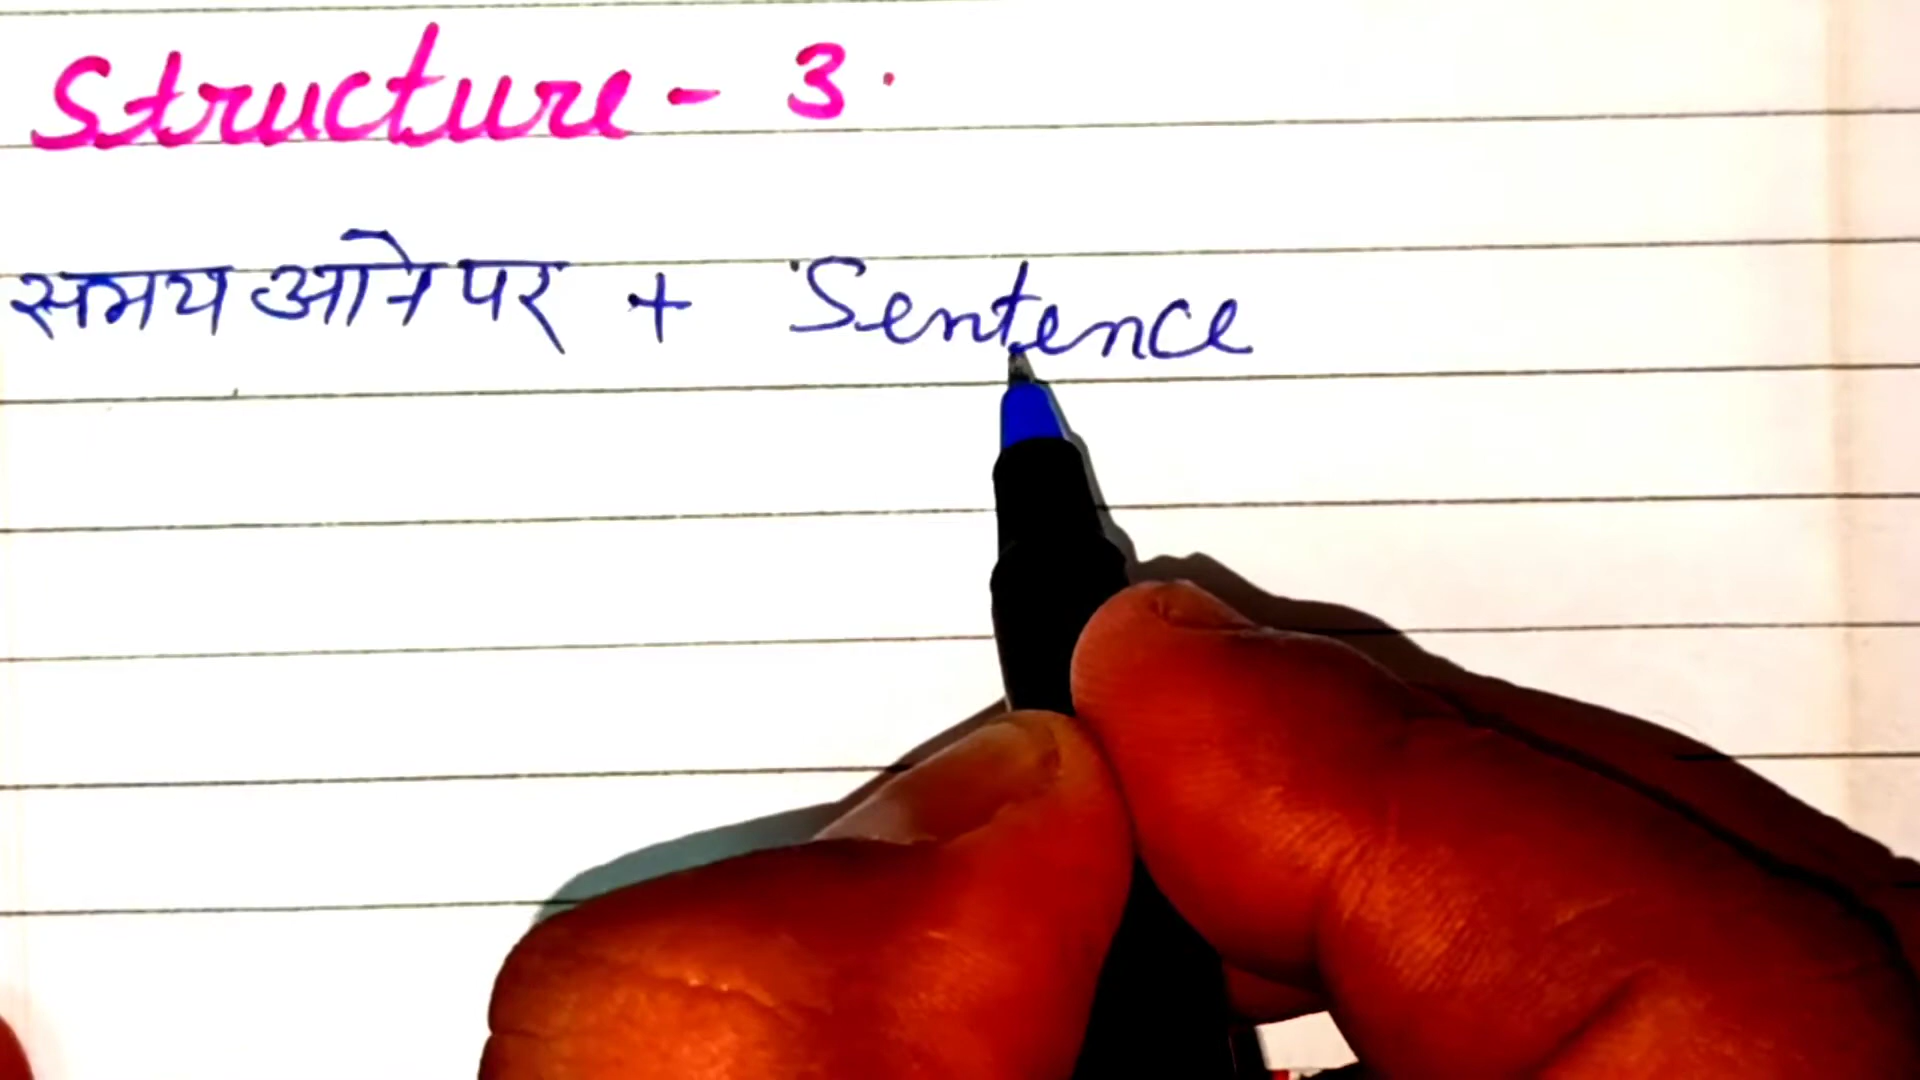 Structure - 3.
समय आने पर + Sentence